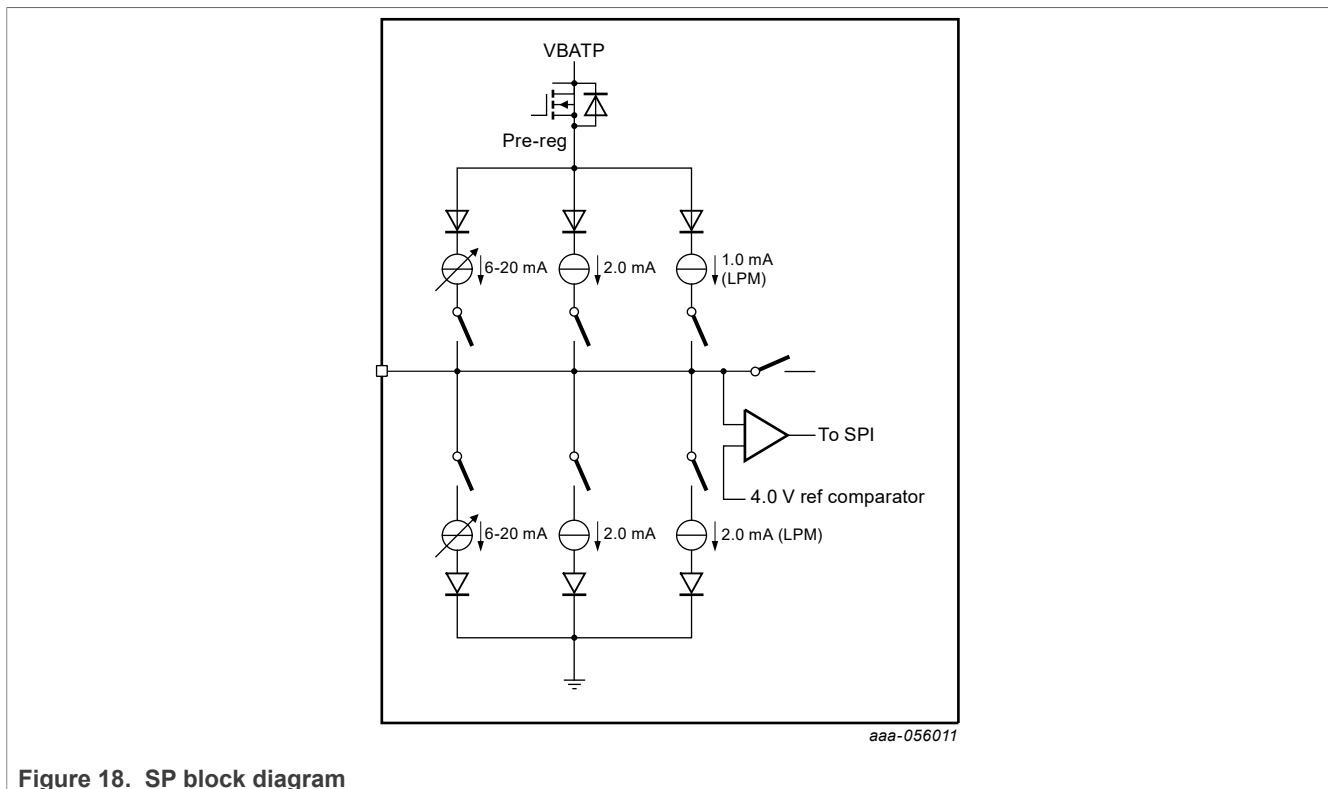 VBATP
Pre-reg
6-20 mA
2.0 mA
1.0 mA
(LPM)
To SPI
4.0 V ref comparator
6-20 mA
2.0 mA
2.0 mA (LPM)
aaa-056011
Figure 18. SP block diagram